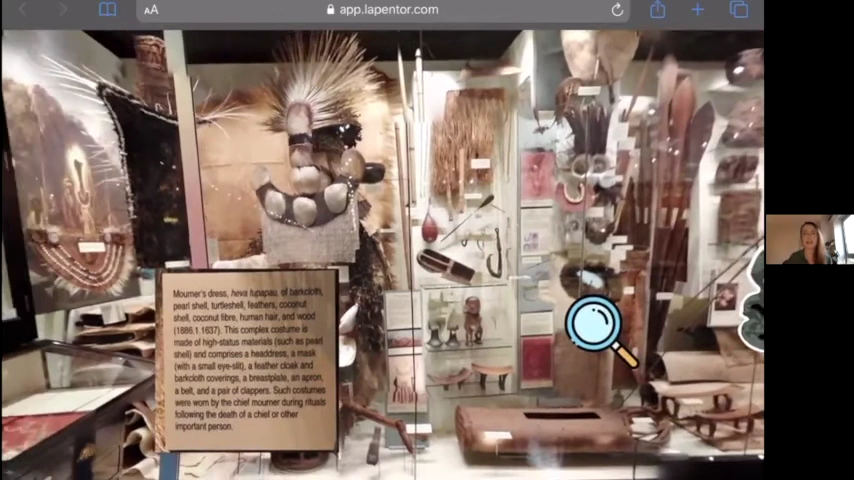 AA
app.lapentor.com
Mourner's dress, heva tupapau, of barkcloth,
pearl shell, turtleshell, feathers, coconut
shell, coconut fibre, human hair, and wood
(1886.1.1637). This complex costume is
made of high-status materials (such as pearl
shell) and comprises a headdress, a mask
(with a small eye-slit), a feather cloak and
barkcloth coverings, a breastplate, an apron,
a belt, and a pair of clappers. Such costumes
were worn by the chief mourner during rituals
following the death of a chief or other
important person.